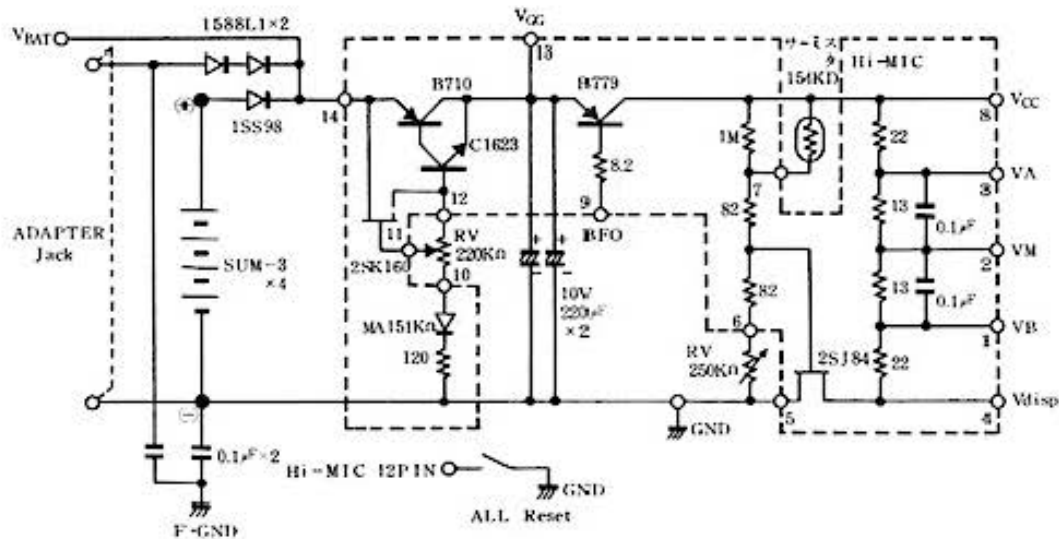 1588L1×2
VBAT
VGG
13
サーミスタ
Hi-MIC
154KD
B710
B779
VCC
8
⊕
1SS98
14
1M
22
C1623
8.2
VA
3
7
12
9
13
0.1μF
ADAPTER
Jack
11
BFO
82
RV
220KΩ
VM
2
2SK160
SUM-3
×4
10
10W
220μF
×2
82
13
0.1μF
MA151KΩ
6
VB
1
RV
250KΩ
2SJ84
22
120
⊖
5
Vdisp
4
GND
0.1μF×2
Hi-MIC 12PIN
GND
ALL Reset
F-GND